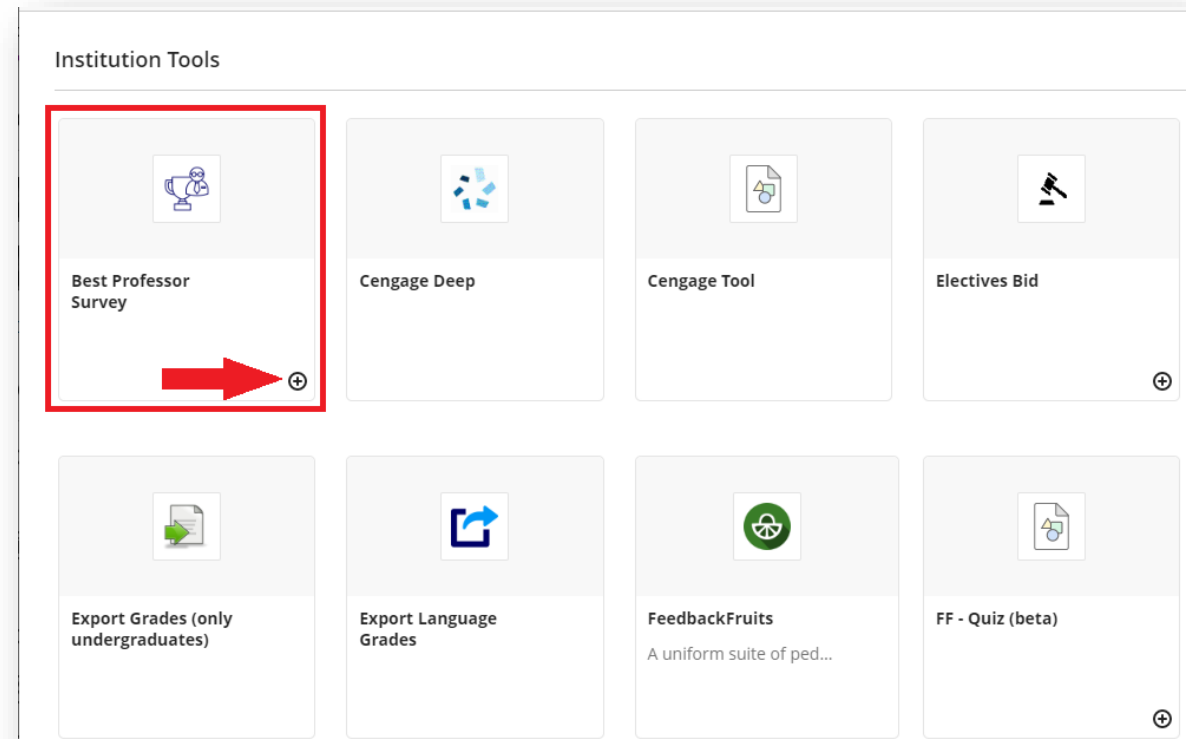 Institution Tools
Best Professor
Survey
Cengage Deep
Cengage Tool
Electives Bid
Export Grades (only
undergraduates)
Export Language
Grades
FeedbackFruits
A uniform suite of ped...
FF - Quiz (beta)